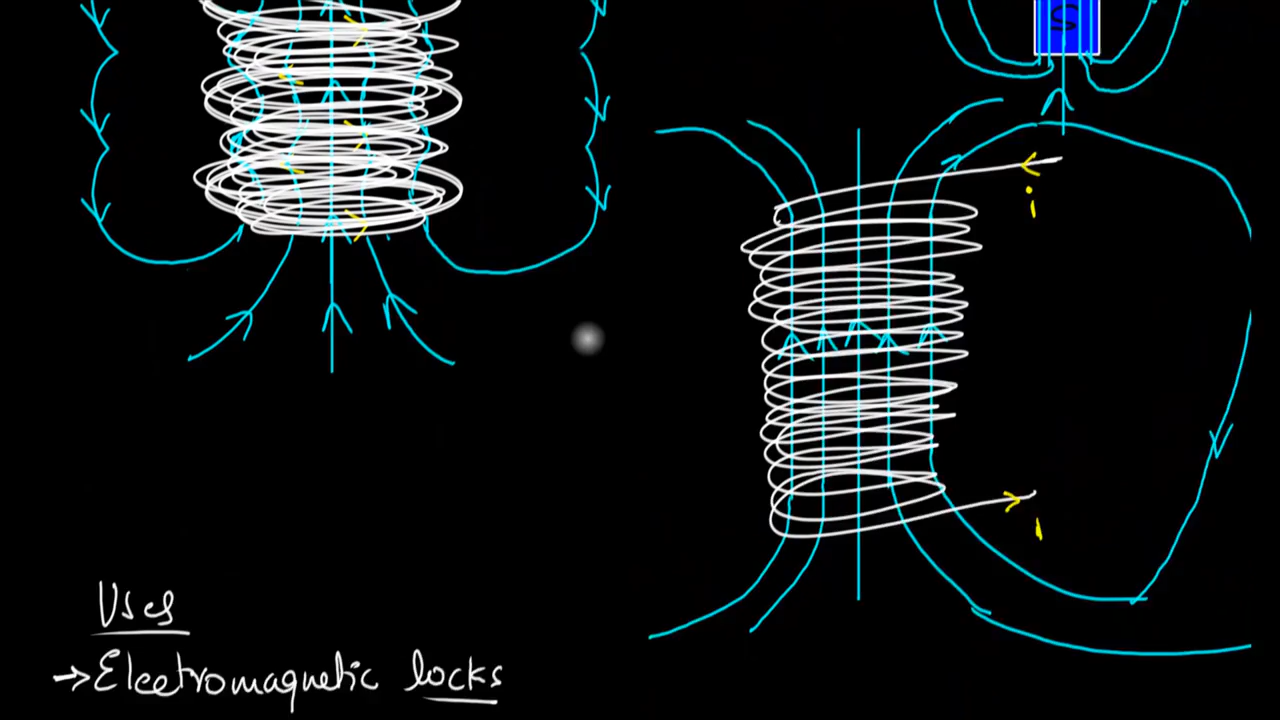 S
i
i
Uses
→ Electromagnetic locks